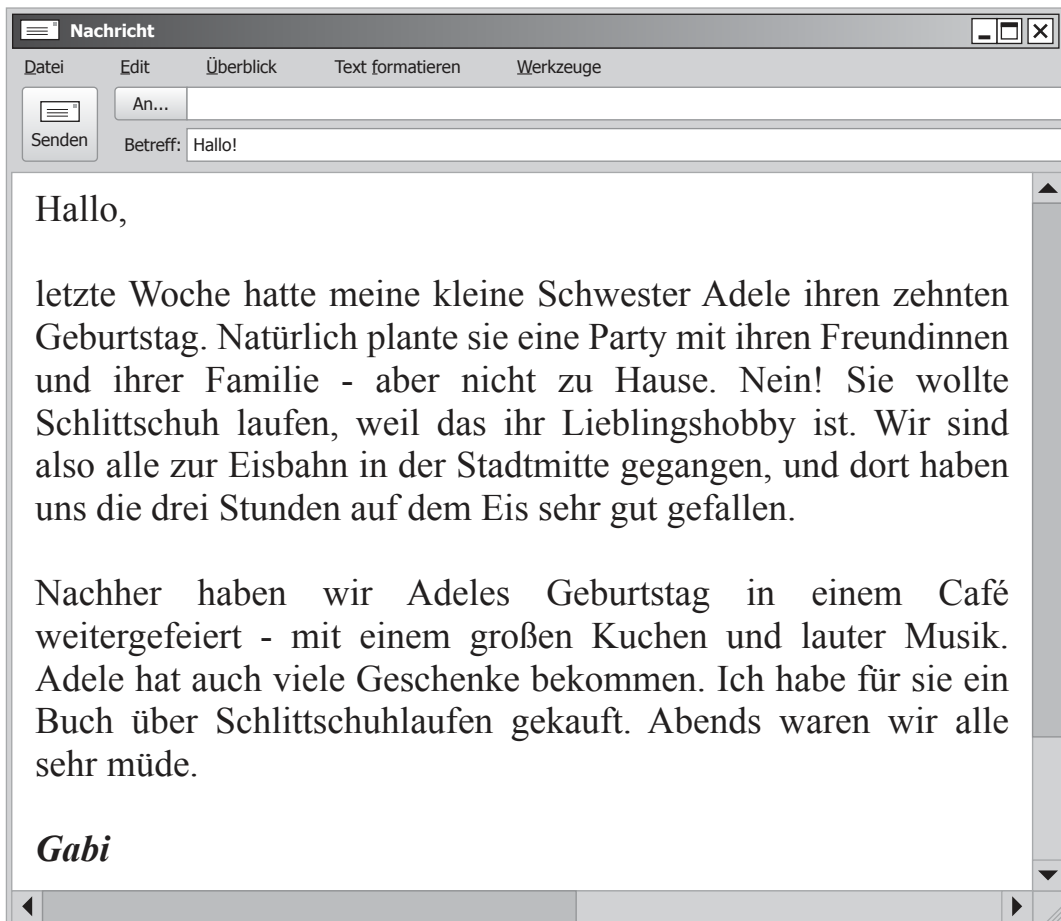 Nachricht
Datei Edit Überblick Text formatieren Werkzeuge
An...
Senden
Betreff: Hallo!
Hallo,
letzte Woche hatte meine kleine Schwester Adele ihren zehnten
Geburtstag. Natürlich plante sie eine Party mit ihren Freundinnen
und ihrer Familie - aber nicht zu Hause. Nein! Sie wollte
Schlittschuh laufen, weil das ihr Lieblingshobby ist. Wir sind
also alle zur Eisbahn in der Stadtmitte gegangen, und dort haben
uns die drei Stunden auf dem Eis sehr gut gefallen.
Nachher haben wir Adeles Geburtstag in einem Café
weitergefeiert - mit einem großen Kuchen und lauter Musik.
Adele hat auch viele Geschenke bekommen. Ich habe für sie ein
Buch über Schlittschuhlaufen gekauft. Abends waren wir alle
sehr müde.
Gabi